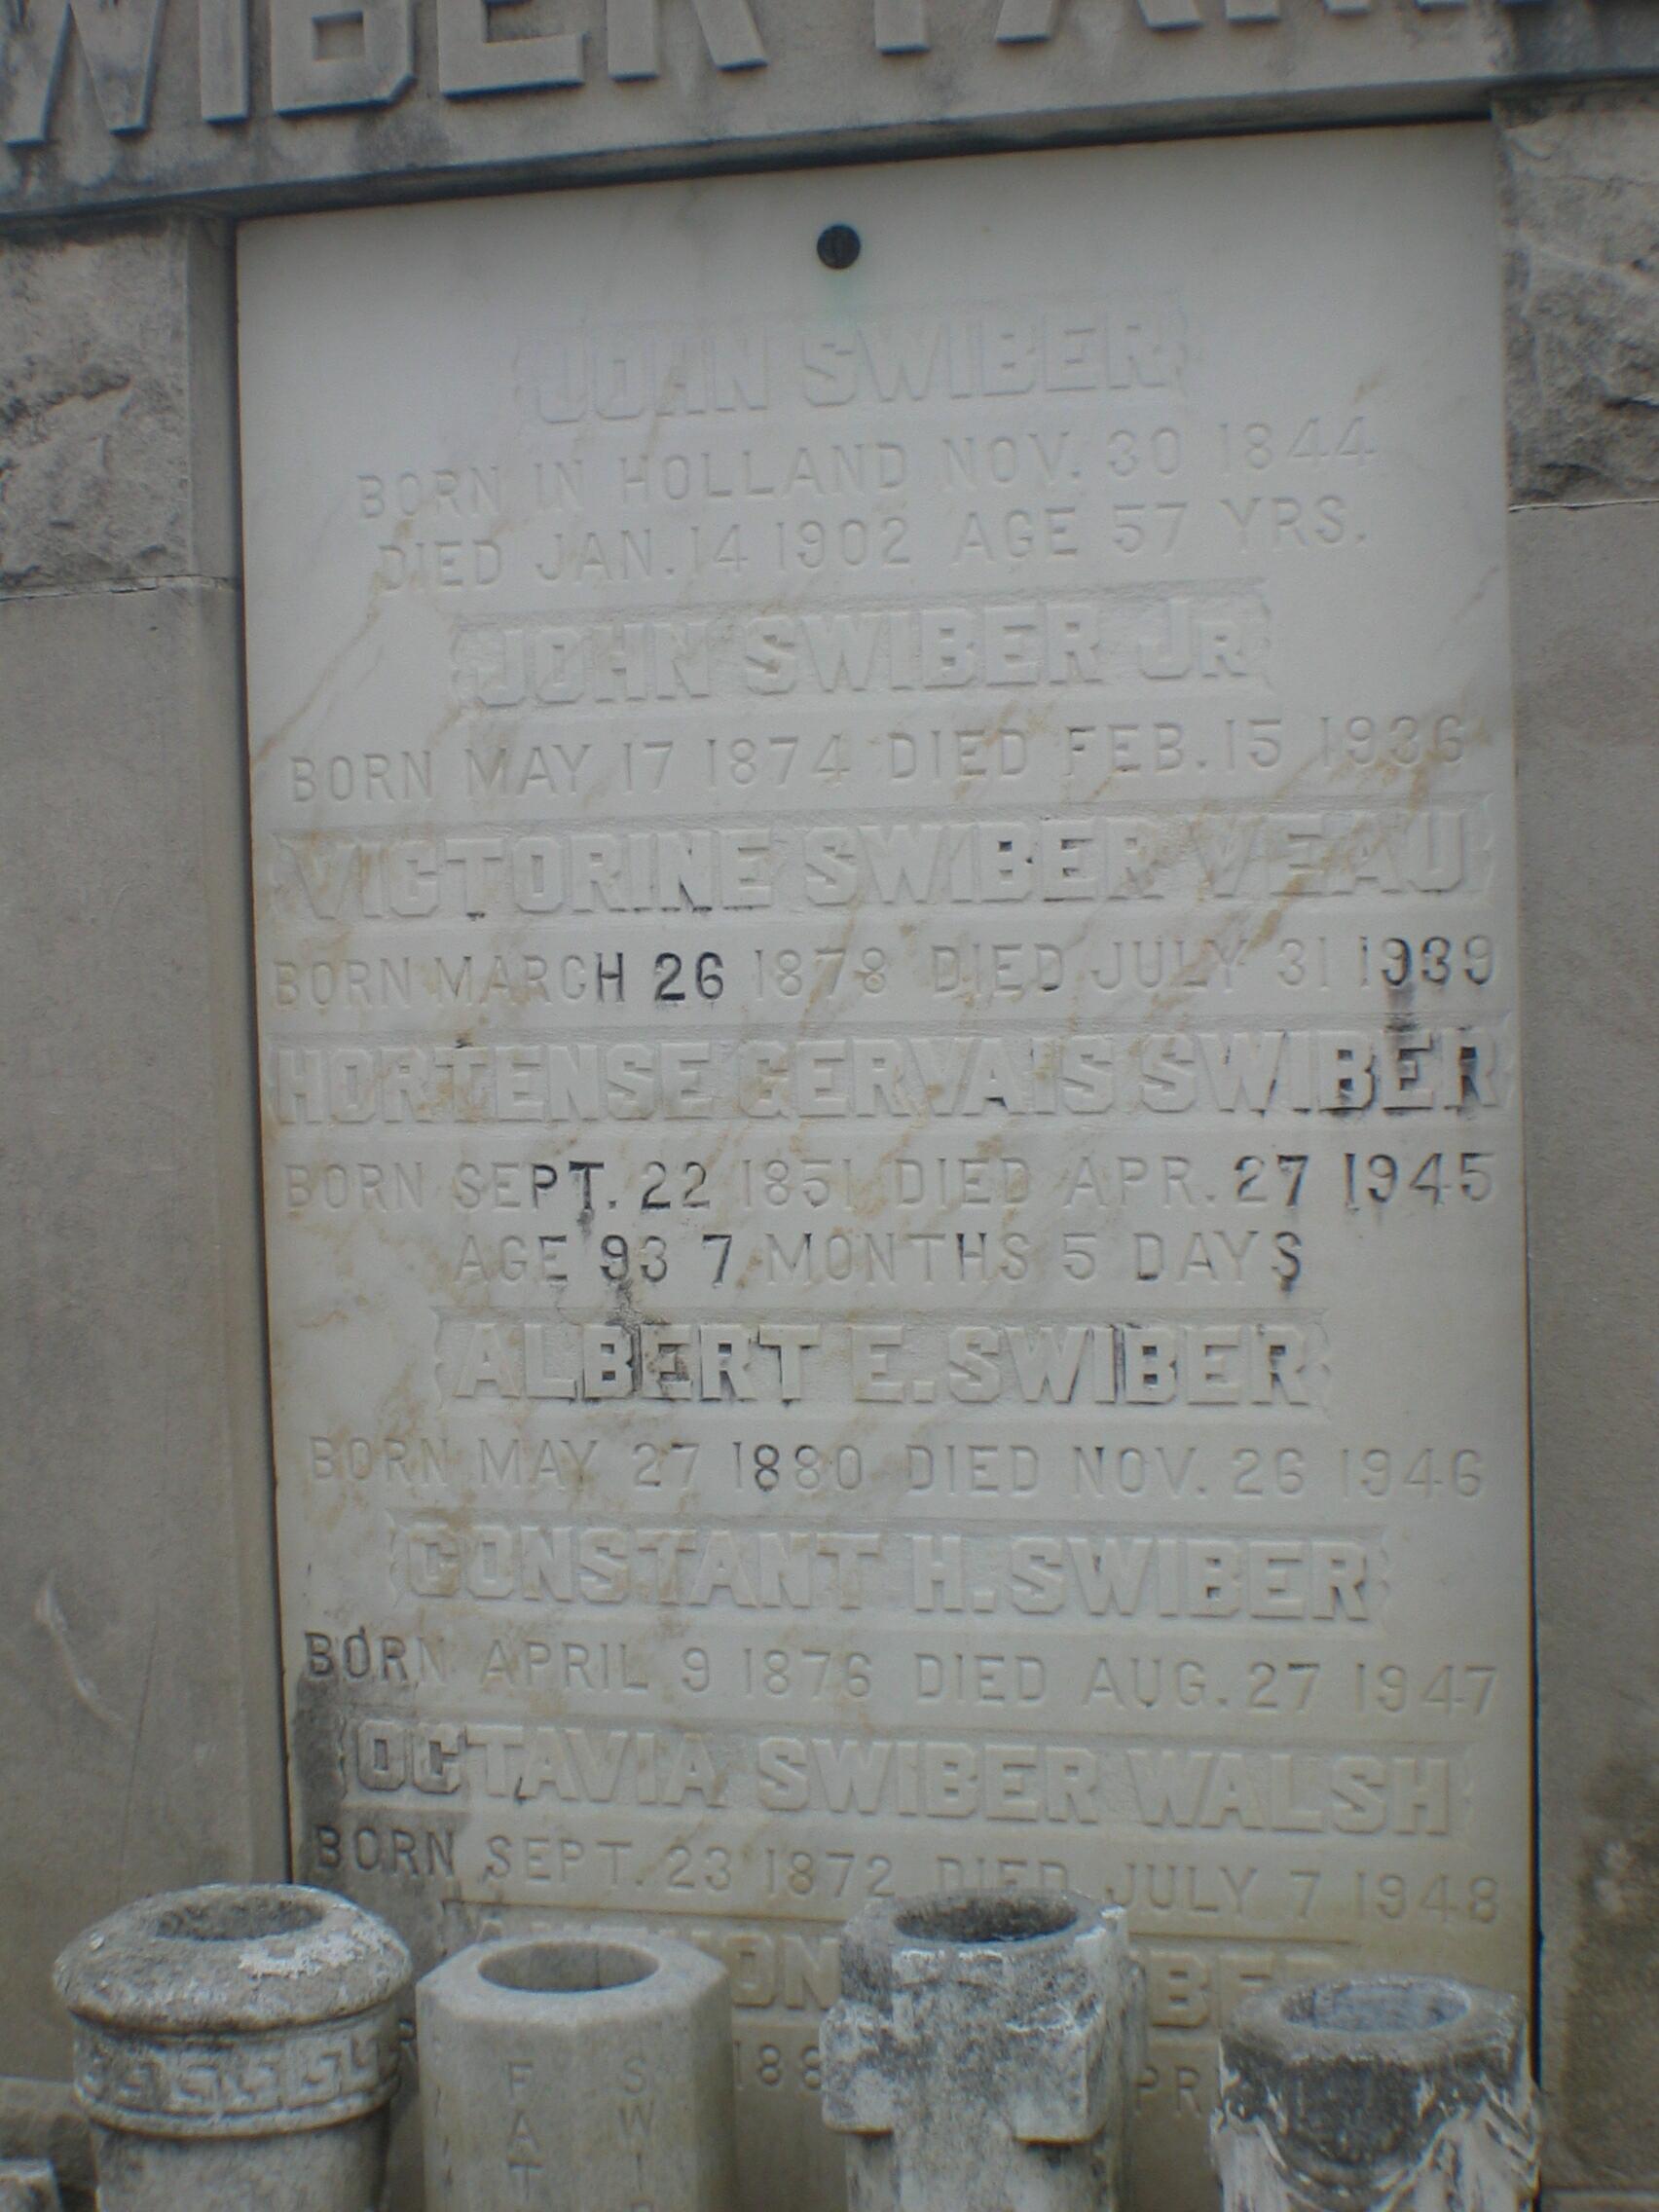 JOHN SWIBER
BORN IN HOLLAND NOV. 30 1844
DIED JAN. 14 1902 AGE 57 YRS.
JOHN SWIBER JR
BORN MAY 17 1874 DIED FEB. 15 1936
VICTORINE SWIBER VEAU
BORN MARCH 26 1878 DIED JULY 31 1939
HORTENSE GERVAIS SWIBER
BORN SEPT. 22 1851 DIED APR. 27 1945
AGE 93 7 MONTHS 5 DAYS
ALBERT E. SWIBER
BORN MAY 27 1880 DIED NOV. 26 1946
CONSTANT H. SWIBER
BORN APRIL 9 1876 DIED AUG. 27 1947
OCTAVIA SWIBER WALSH
BORN SEPT. 23 1872 DIED JULY 7 1948